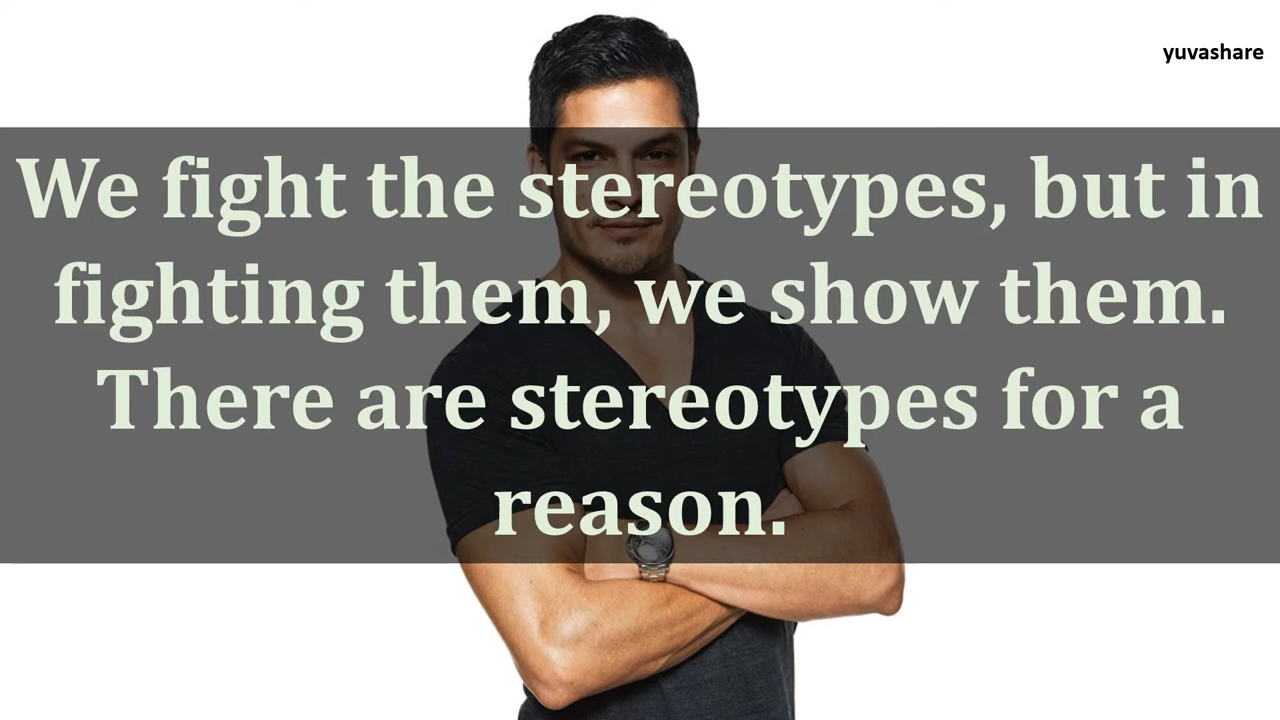 yuvashare
We fight the stereotypes, but in
fighting them, we show them.
There are stereotypes for a
reason.